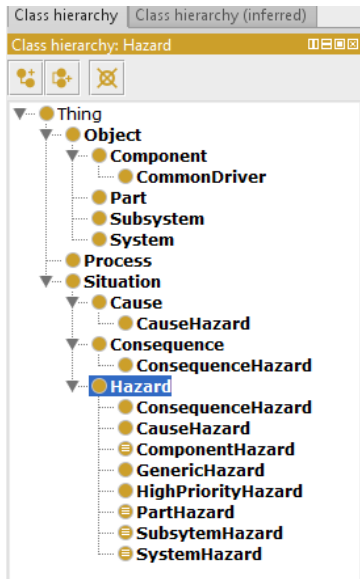 Class hierarchy Class hierarchy (inferred)
Class hierarchy: Hazard
Thing
Object
Component
CommonDriver
Part
Subsystem
System
Process
Situation
Cause
CauseHazard
Consequence
ConsequenceHazard
Hazard
ConsequenceHazard
CauseHazard
ComponentHazard
GenericHazard
HighPriorityHazard
PartHazard
SubsytemHazard
SystemHazard